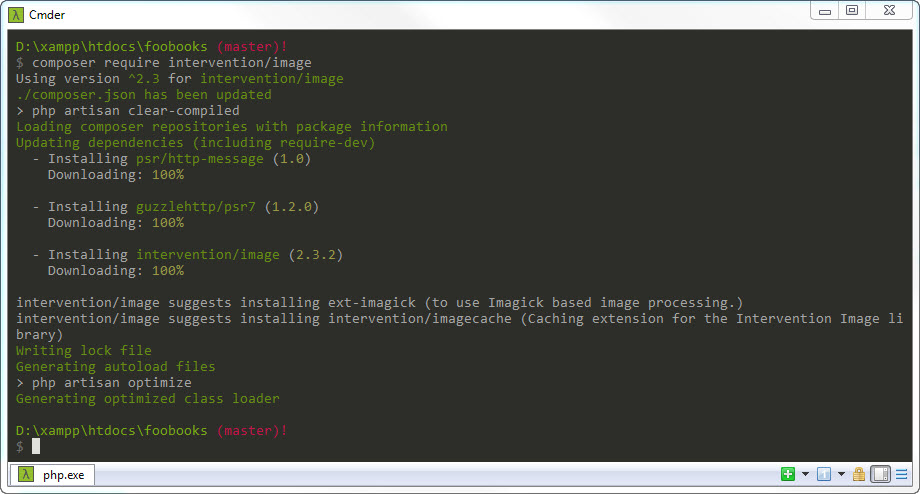 Cmder
D:\xampp\htdocs\foobooks (master)!
$ composer require intervention/image
Using version ^2.3 for intervention/image
./composer.json has been updated
> php artisan clear-compiled
Loading composer repositories with package information
Updating dependencies (including require-dev)
  - Installing psr/http-message (1.0)
    Downloading: 100%
  - Installing guzzlehttp/psr7 (1.2.0)
    Downloading: 100%
  - Installing intervention/image (2.3.2)
    Downloading: 100%
intervention/image suggests installing ext-imagick (to use Imagick based image processing.)
intervention/image suggests installing intervention/imagecache (Caching extension for the Intervention Image li
brary)
Writing lock file
Generating autoload files
> php artisan optimize
Generating optimized class loader
D:\xampp\htdocs\foobooks (master)!
$
php.exe